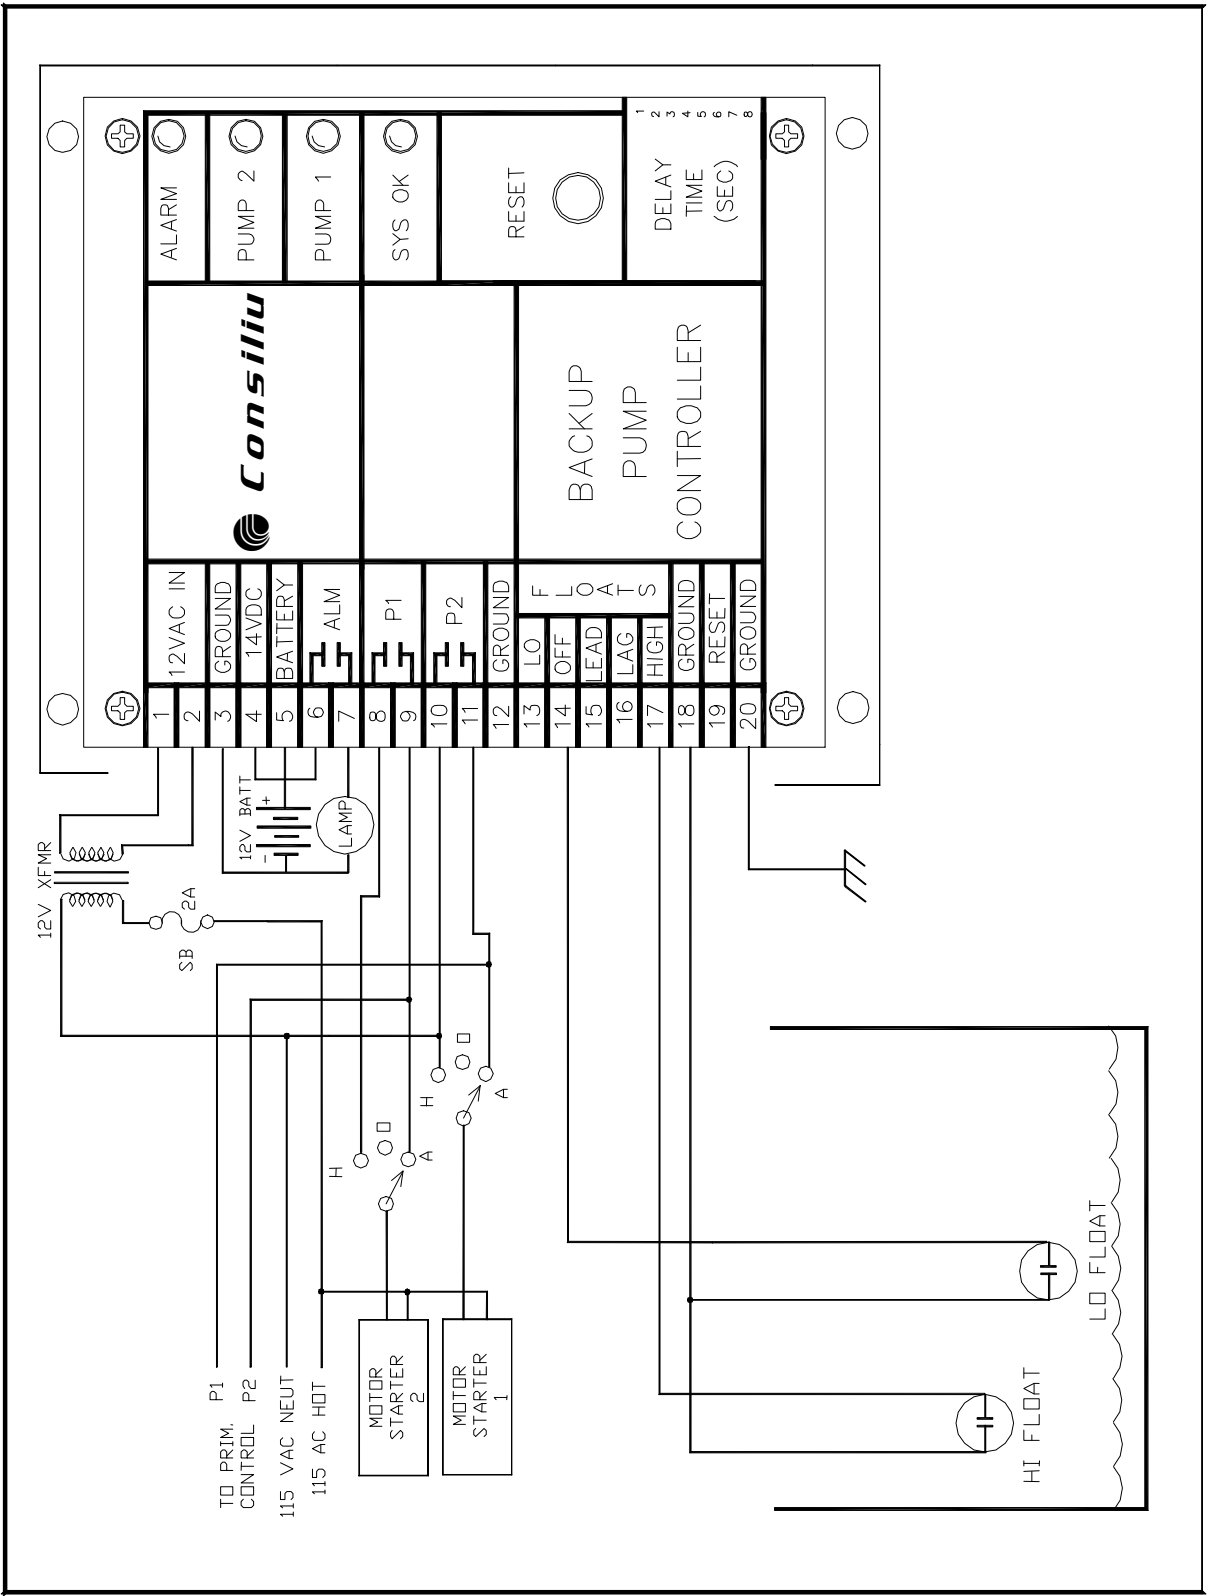 ALARM
PUMP 2
PUMP 1
SYS OK
RESET
DELAY
TIME
(SEC)
1
2
3
4
5
6
7
8
Consiliu
BACKUP
PUMP
CONTROLLER
12VAC IN
GROUND
14VDC
BATTERY
ALM
P1
P2
GROUND
FLOATS
LO
OFF
LEAD
LAG
HIGH
GROUND
RESET
GROUND
1
2
3
4
5
6
7
8
9
10
11
12
13
14
15
16
17
18
19
20
12V XFMR
SB
2A
12V BATT
+
-
LAMP
H
O
A
H
O
A
TO PRIM. P1
CONTROL P2
115 VAC NEUT
115 AC HOT
MOTOR
STARTER
2
MOTOR
STARTER
1
HI FLOAT
LO FLOAT